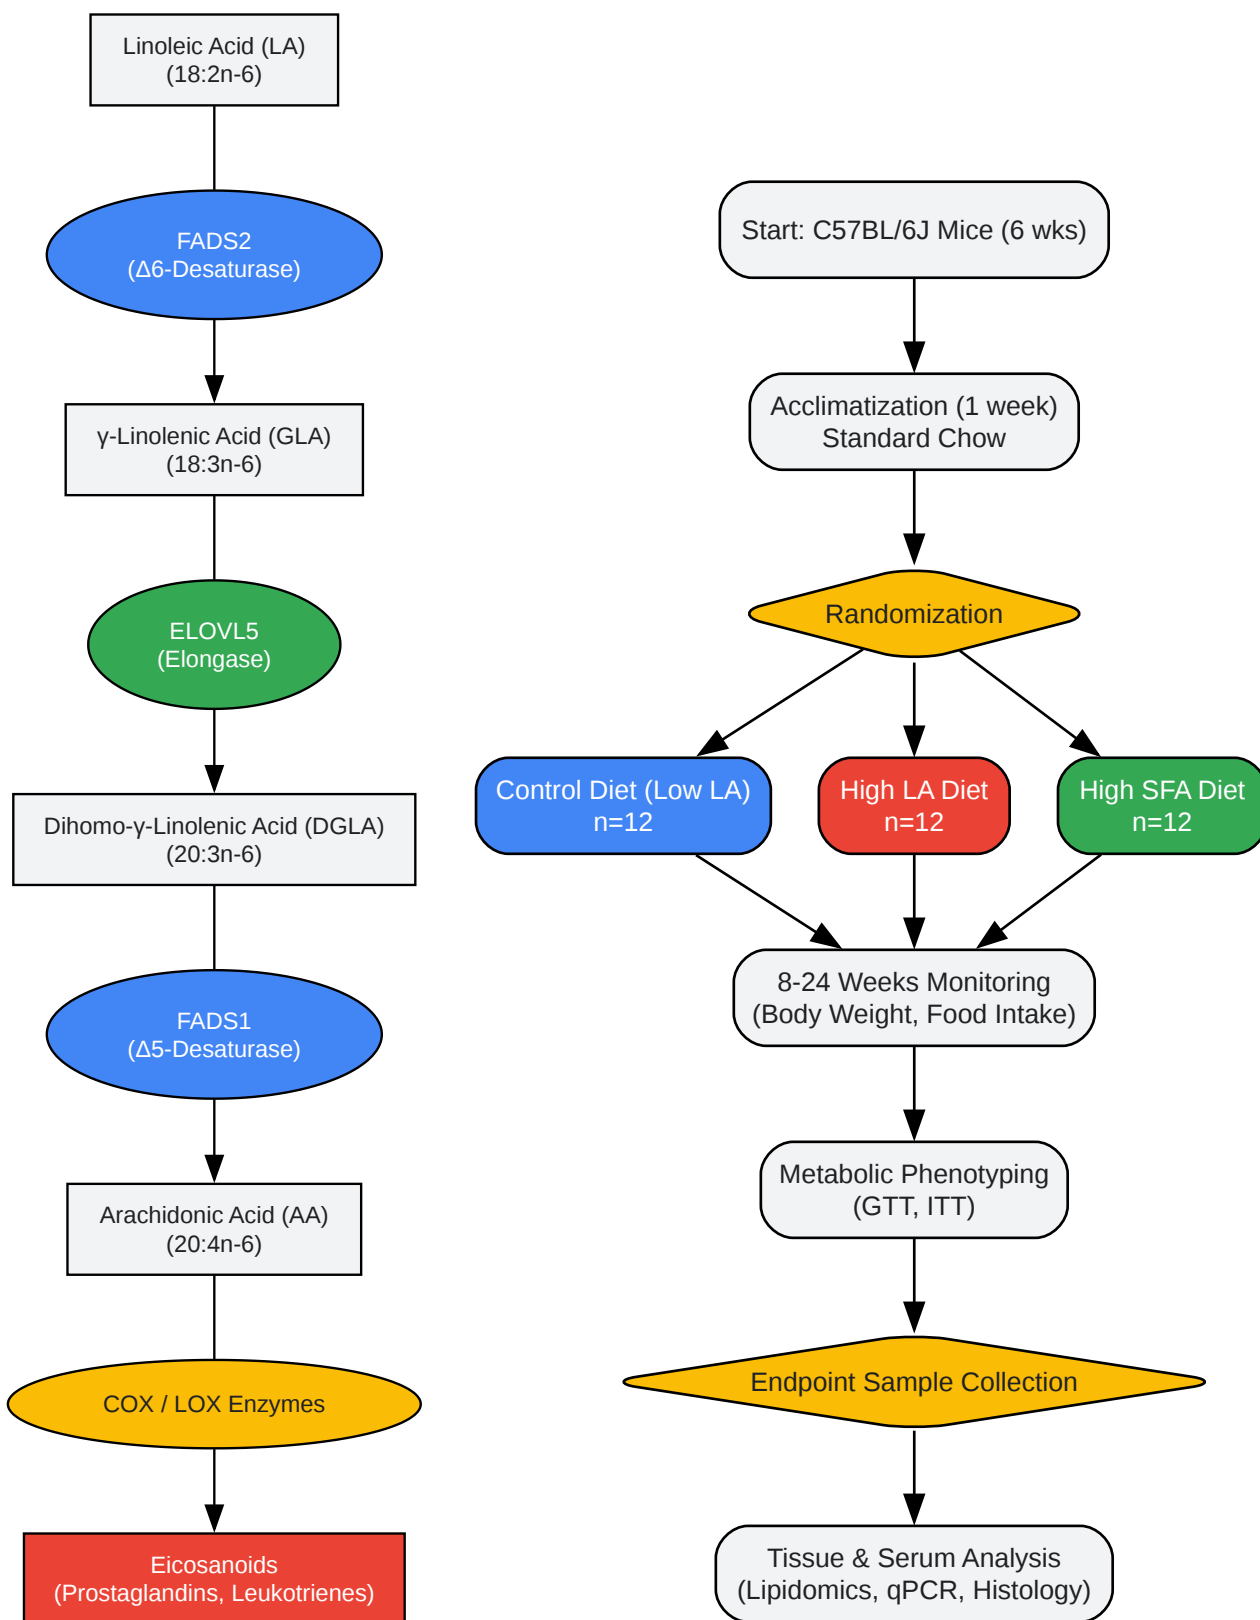 Linoleic Acid (LA)
(18:2n-6)
FADS2
(Δ6-Desaturase)
γ-Linolenic Acid (GLA)
(18:3n-6)
ELOVL5
(Elongase)
Dihomo-γ-Linolenic Acid (DGLA)
(20:3n-6)
FADS1
(Δ5-Desaturase)
Arachidonic Acid (AA)
(20:4n-6)
COX / LOX Enzymes
Eicosanoids
(Prostaglandins, Leukotrienes)
Start: C57BL/6J Mice (6 wks)
Acclimatization (1 week)
Standard Chow
Randomization
Control Diet (Low LA)
n=12
High LA Diet
n=12
High SFA Diet
n=12
8-24 Weeks Monitoring
(Body Weight, Food Intake)
Metabolic Phenotyping
(GTT, ITT)
Endpoint Sample Collection
Tissue & Serum Analysis
(Lipidomics, qPCR, Histology)